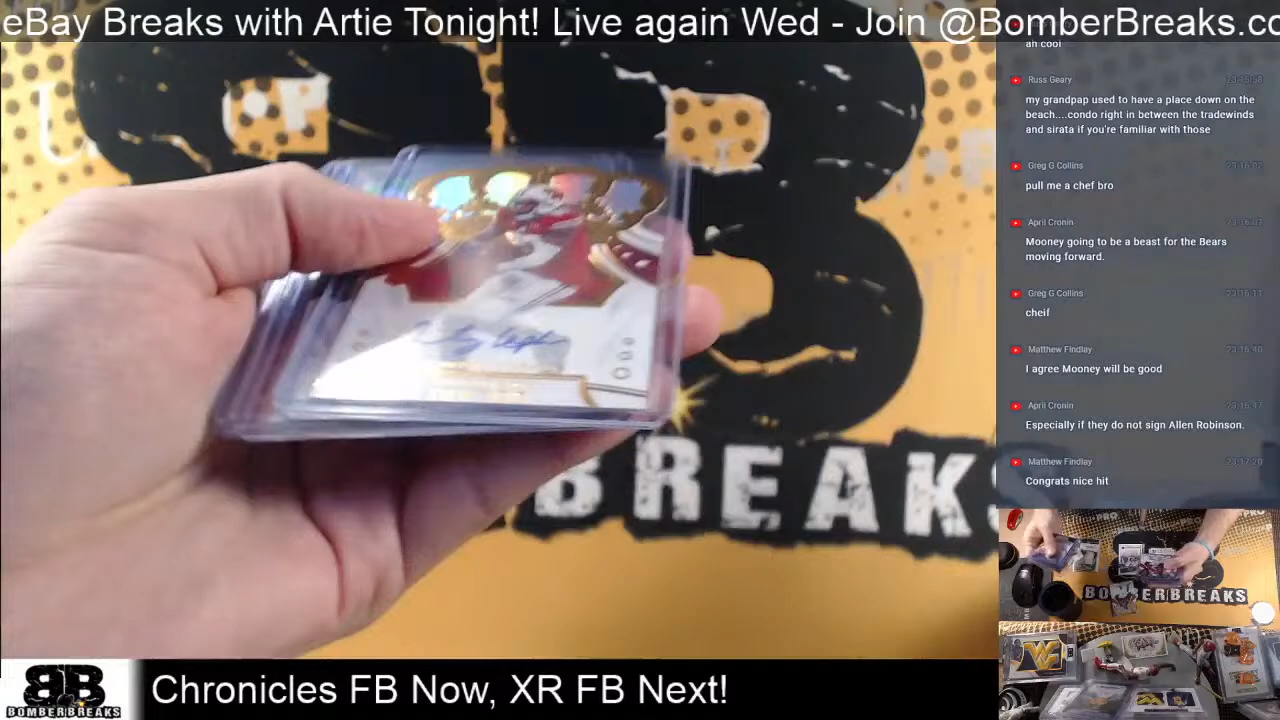 eBay Breaks with Artie Tonight! Live again Wed - Join @BomberBreaks.co
ah cool
Russ Geary
my grandpap used to have a place down on the
beach....condo right in between the tradewinds
and sirata if you're familiar with those
Greg G Collins
pull me a chef bro
April Cronin
Mooney going to be a beast for the Bears
moving forward.
Greg G Collins
cheif
Matthew Findlay
I agree Mooney will be good
April Cronin
Especially if they do not sign Allen Robinson.
Matthew Findlay
Congrats nice hit
BREAKS
BOMBERBREAKS
BB
BOMBERBREAKS
Chronicles FB Now, XR FB Next!